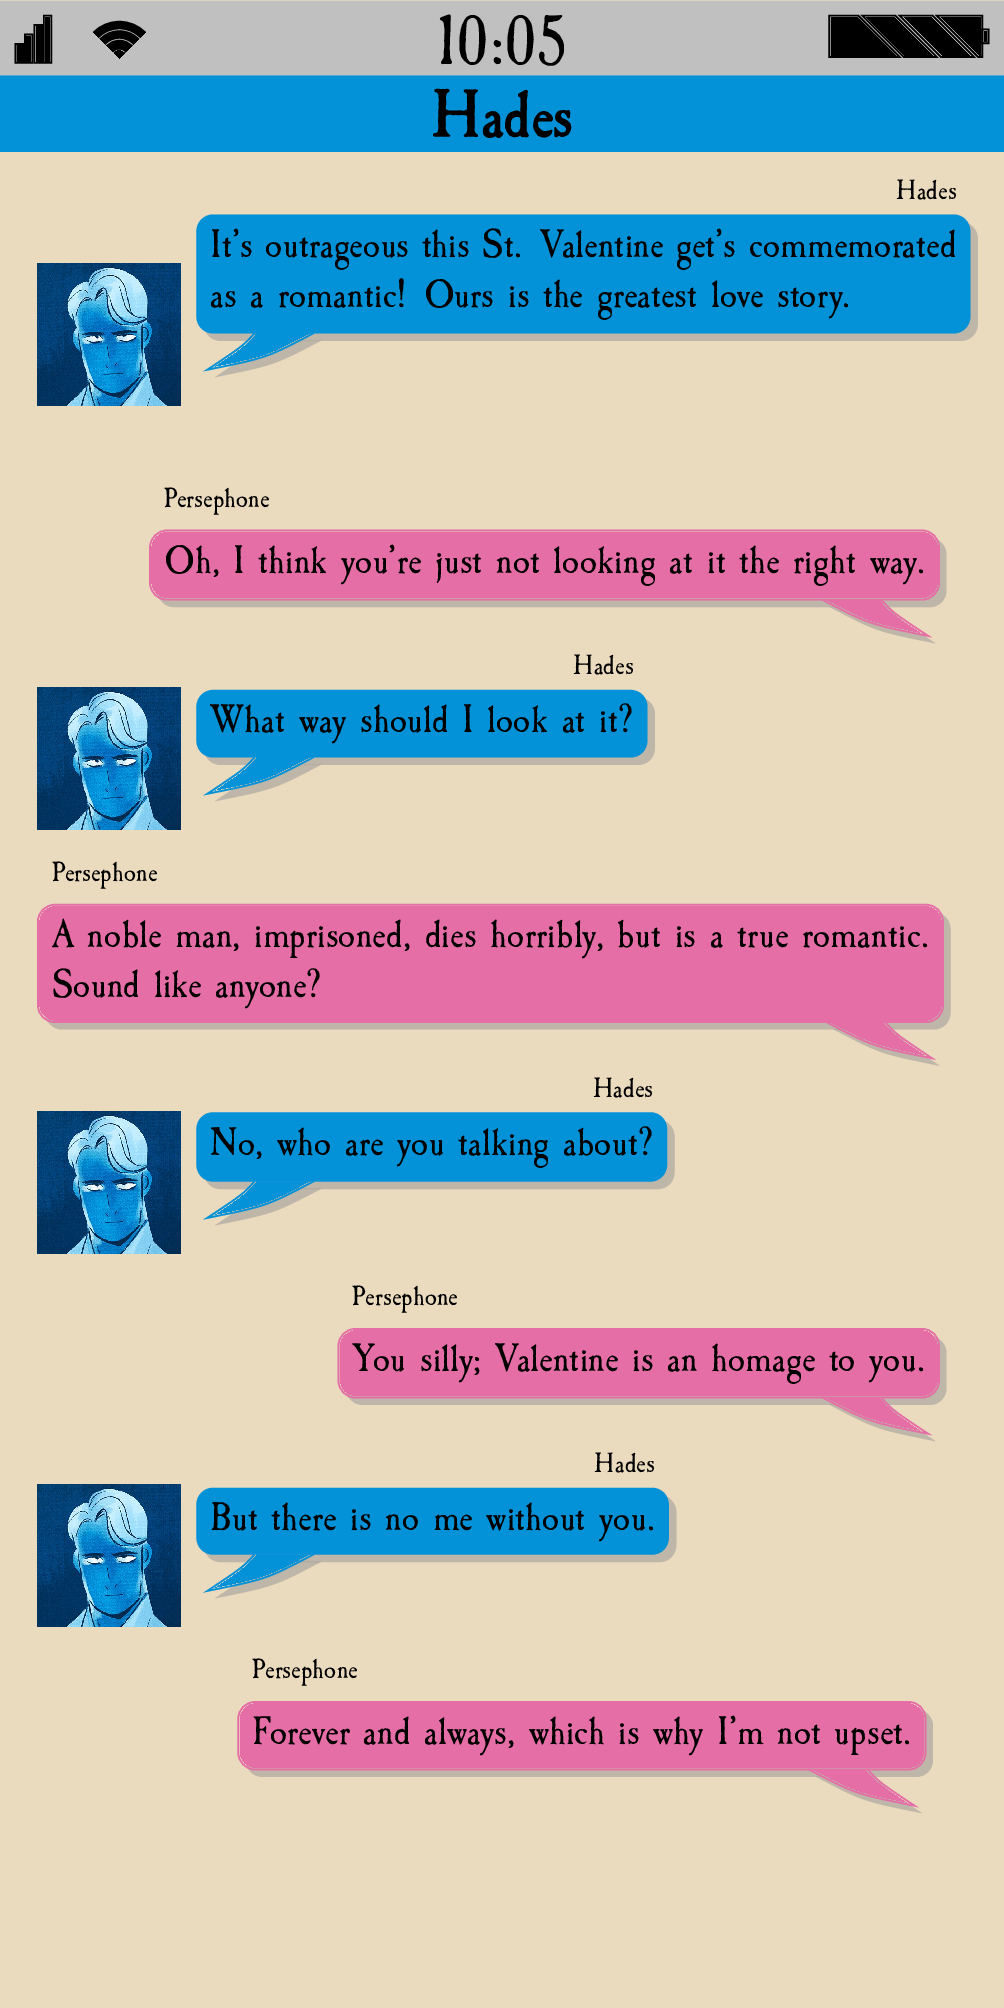 10:05
Hades
Hades
It's outrageous this St. Valentine get's commemorated
as a romantic! Ours is the greatest love story.
Persephone
Oh, I think you're just not looking at it the right way.
Hades
What way should I look at it?
Persephone
A noble man, imprisoned, dies horribly, but is a true romantic.
Sound like anyone?
Hades
No, who are you talking about?
Persephone
You silly; Valentine is an homage to you.
Hades
But there is no me without you.
Persephone
Forever and always, which is why I'm not upset.